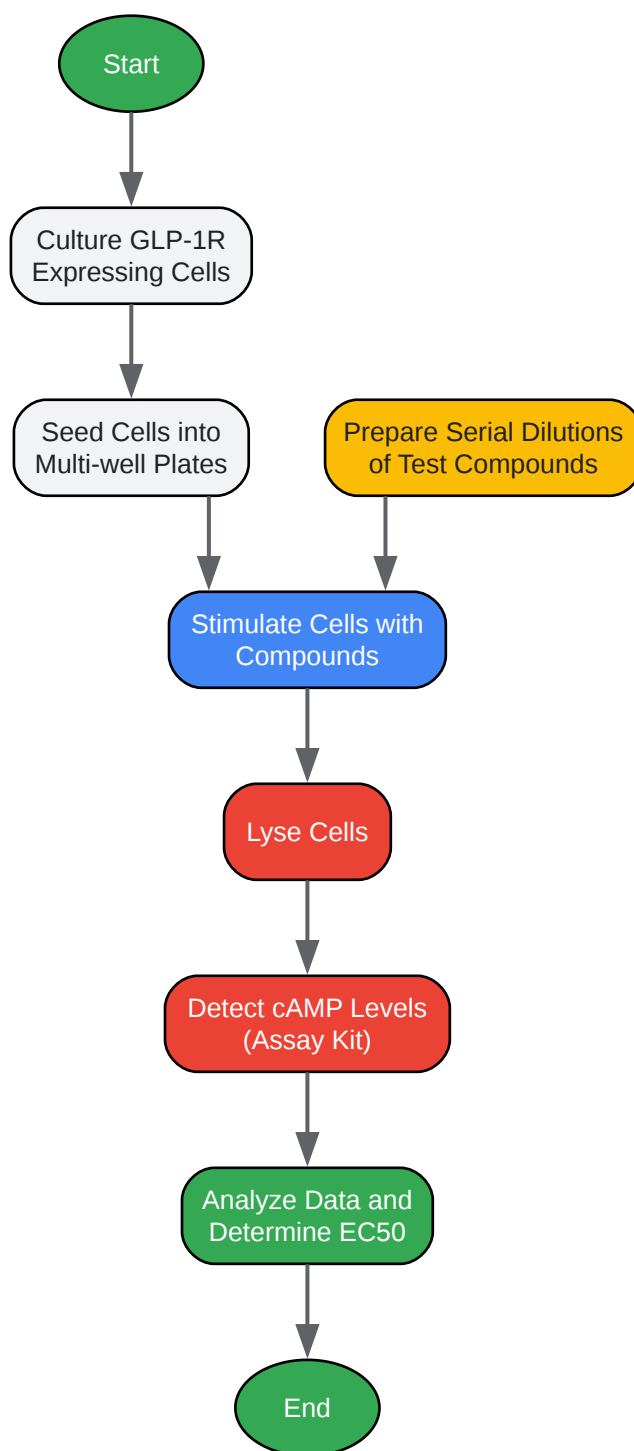 Start
Culture GLP-1R
Expressing Cells
Seed Cells into
Multi-well Plates
Prepare Serial Dilutions
of Test Compounds
Stimulate Cells with
Compounds
Lyse Cells
Detect cAMP Levels
(Assay Kit)
Analyze Data and
Determine EC50
End